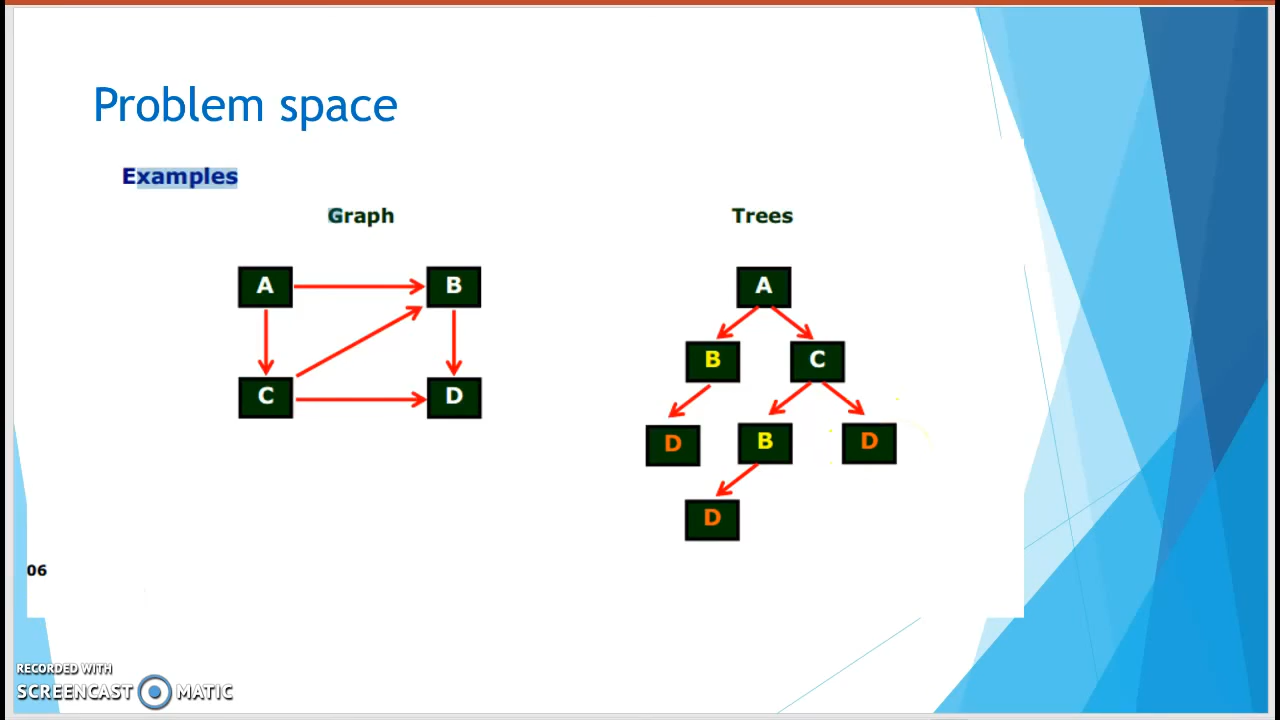 Problem space
Examples
Graph
Trees
A
B
C
D
A
B
C
D
B
D
D
06
RECORDED WITH
SCREENCAST MATIC